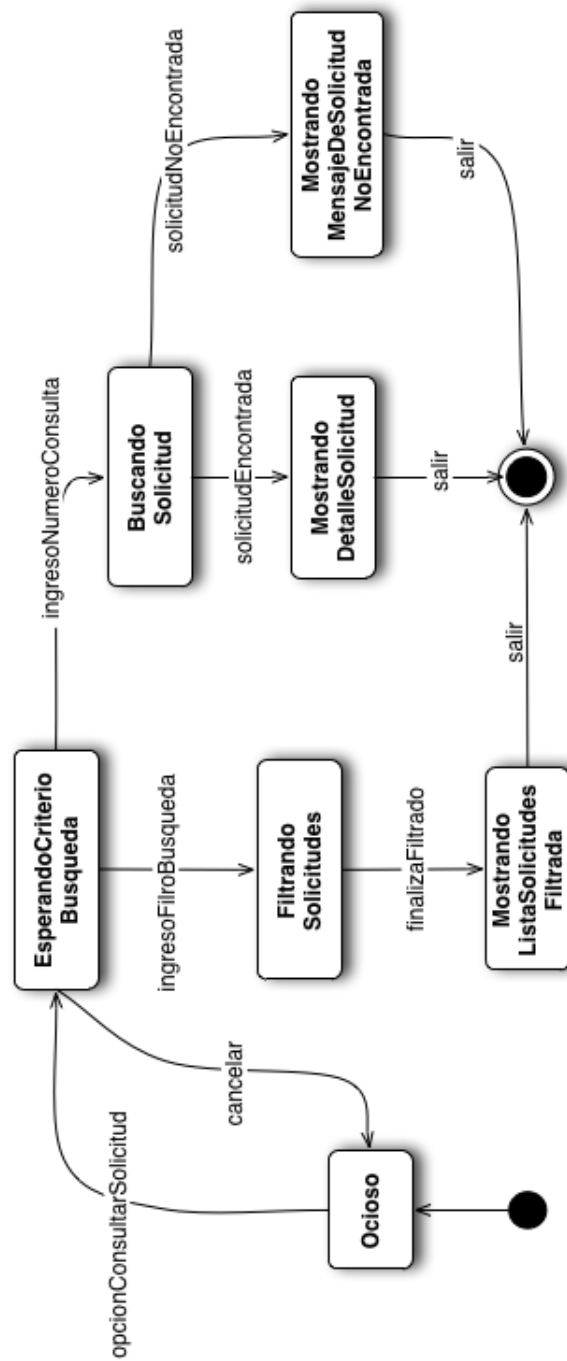 opcionConsultarSolicitud
Ocioso
cancelar
EsperandoCriterio
Busqueda
ingresoFilroBusqueda
Filtrando
Solicitudes
finalizaFiltrado
Mostrando
ListaSolicitudes
Filtrada
salir
ingresoNumeroConsulta
Buscando
Solicitud
solicitudEncontrada
Mostrando
DetalleSolicitud
salir
solicitudNoEncontrada
Mostrando
MensajeDeSolicitud
NoEncontrada
salir